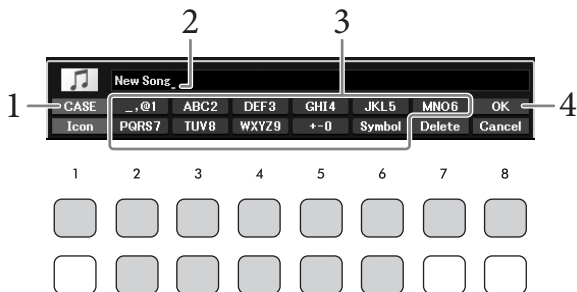 2 3
New Song_
1 CASE _,@1 ABC2 DEF3 GHI4 JKL5 MNO6 OK 4
Icon PQRS7 TUV8 WXYZ9 +-0 Symbol Delete Cancel
1 2 3 4 5 6 7 8